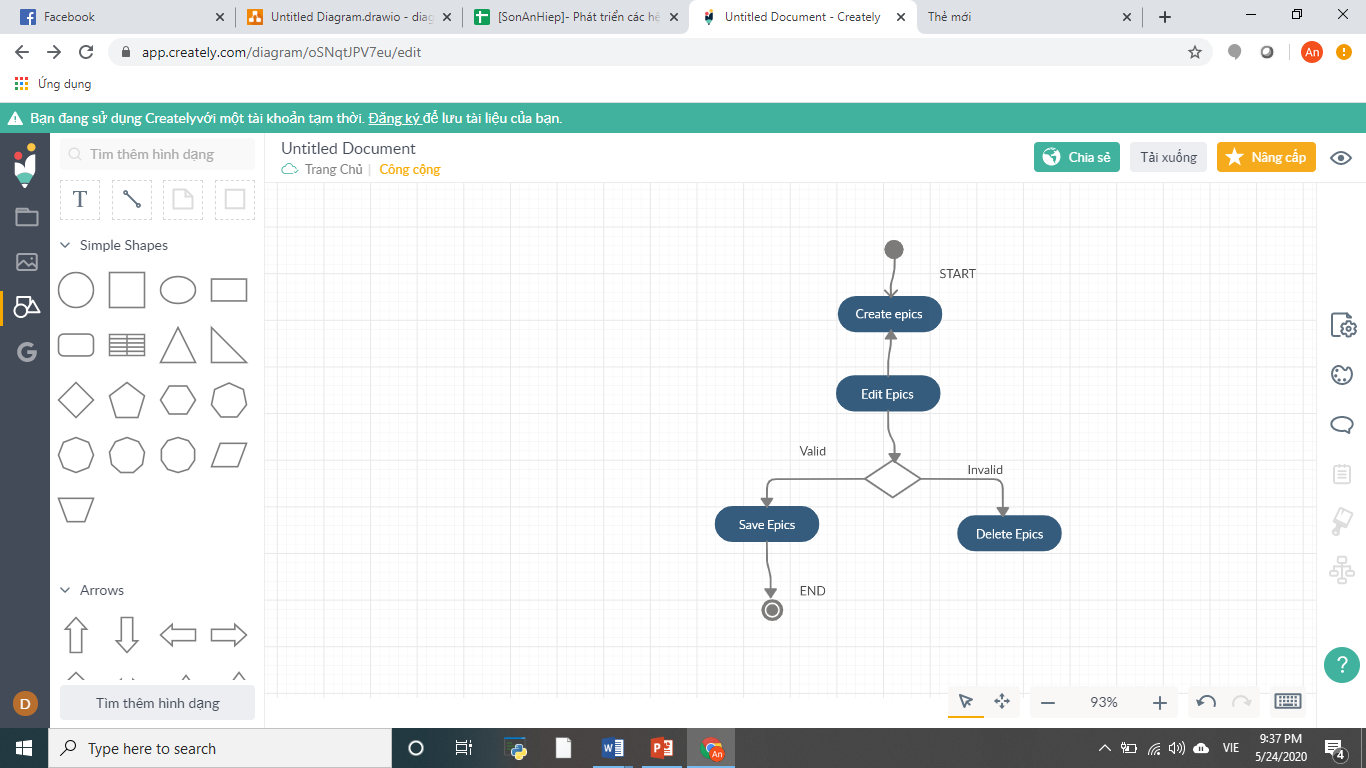 Facebook
Untitled Diagram.drawio - diag
[SonAnHiep]- Phát triển các hệ
Untitled Document - Creately
Thẻ mới
app.creately.com/diagram/oSNqtJPV7eu/edit
An
Ứng dụng
Bạn đang sử dụng Createlyvới một tài khoản tạm thời. Đăng ký để lưu tài liệu của bạn.
Tìm thêm hình dạng
Untitled Document
Trang Chủ | Công cộng
Chia sẻ
Tải xuống
Nâng cấp
T
Simple Shapes
START
Create epics
Edit Epics
Valid
Invalid
Save Epics
Delete Epics
END
G
Arrows
Tìm thêm hình dạng
D
93%
?
Type here to search
An
VIE
9:37 PM
5/24/2020
4